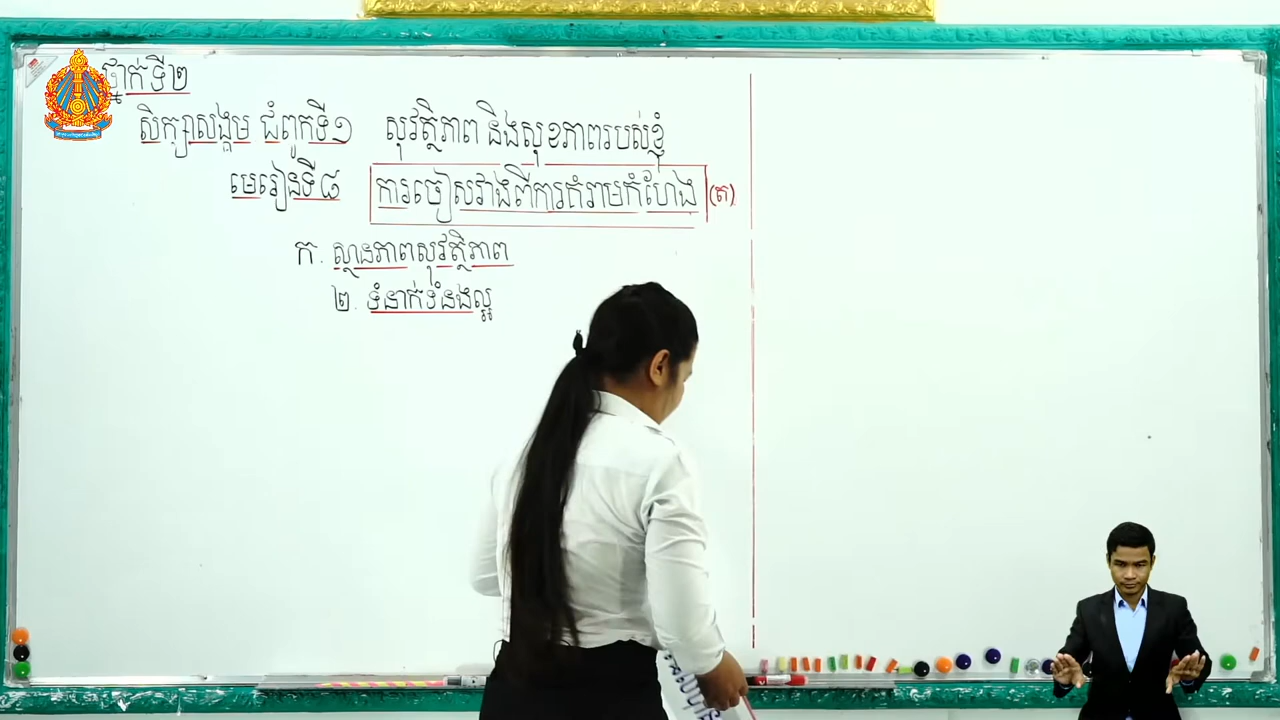 ថ្នាក់ទី២
សិក្សាសង្គម ជំពូកទី១ សុវត្ថិភាព និងសុខភាពរបស់ខ្ញុំ
មេរៀនទី៨ ការចៀសវាងពីការគំរាមកំហែង (ត)
ក. ស្ថានភាពសុវត្ថិភាព
២. ទំនាក់ទំនងល្អ